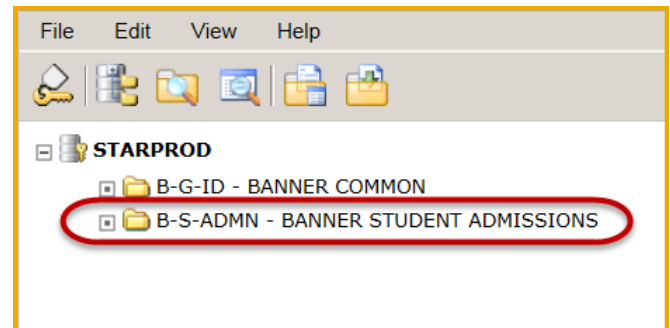 File Edit View Help
STARPROD
B-G-ID - BANNER COMMON
B-S-ADMN - BANNER STUDENT ADMISSIONS